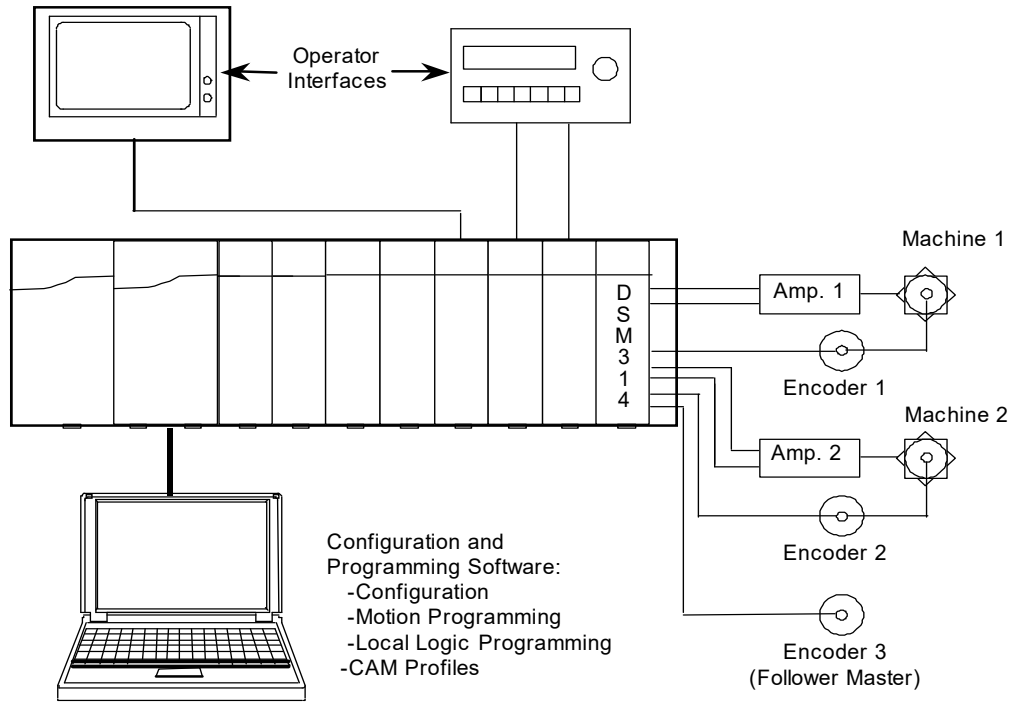 Operator
Interfaces
Machine 1
D
S
M
3
1
4
Amp. 1
Encoder 1
Machine 2
Amp. 2
Encoder 2
Configuration and
Programming Software:
-Configuration
-Motion Programming
-Local Logic Programming
-CAM Profiles
Encoder 3
(Follower Master)